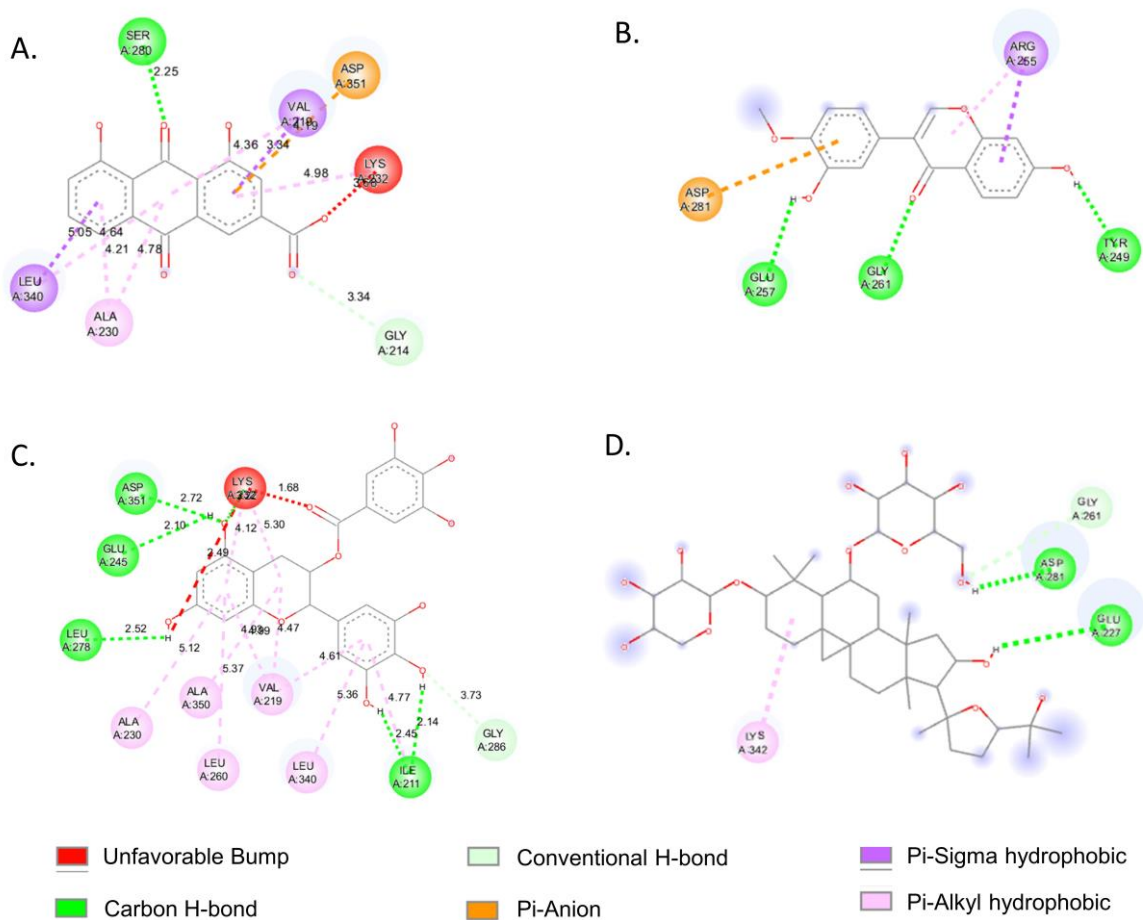 A.
SER
A:280
2.25
ASP
A:351
VAL
A:219
4.19
4.36
3.34
LYS
A:232
4.98
5.05
4.64
4.21
4.78
LEU
A:340
ALA
A:230
3.34
GLY
A:214
B.
ARG
A:255
ASP
A:281
GLU
A:257
GLY
A:261
TYR
A:249
H
O
C.
ASP
A:351
2.72
LYS
1.68
2.10
4.12
5.30
GLU
A:245
2.49
LEU
A:278
2.52
4.47
5.12
5.37
4.61
ALA
A:350
VAL
A:219
5.36
4.77
3.73
ALA
A:230
2.14
GLY
A:286
LEU
A:260
LEU
A:340
2.45
ILE
A:211
D.
GLY
A:261
ASP
A:281
GLU
A:227
LYS
A:342
Unfavorable Bump
Conventional H-bond
Pi-Sigma hydrophobic
Carbon H-bond
Pi-Anion
Pi-Alkyl hydrophobic